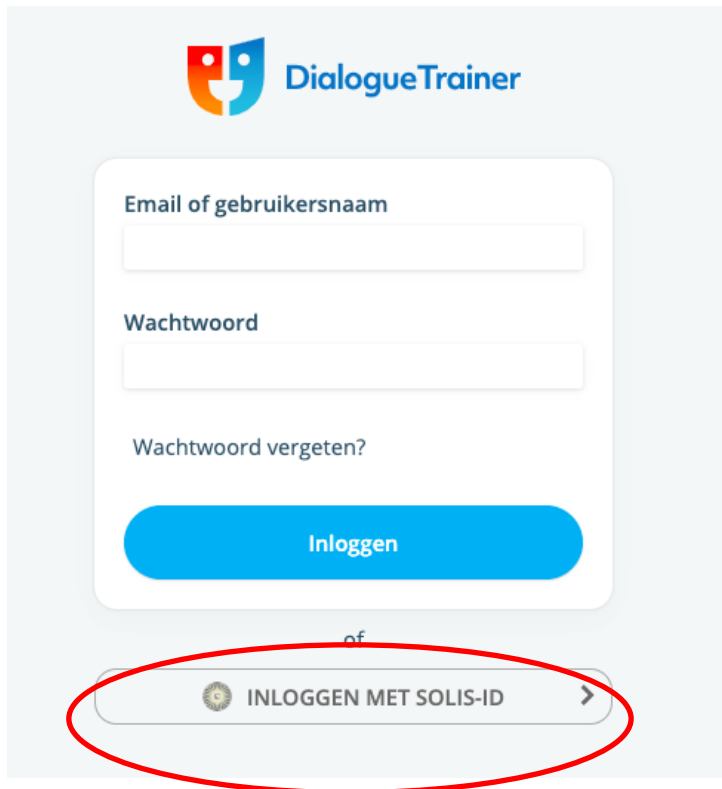 DialogueTrainer
Email of gebruikersnaam
Wachtwoord
Wachtwoord vergeten?
Inloggen
of
INLOGGEN MET SOLIS-ID